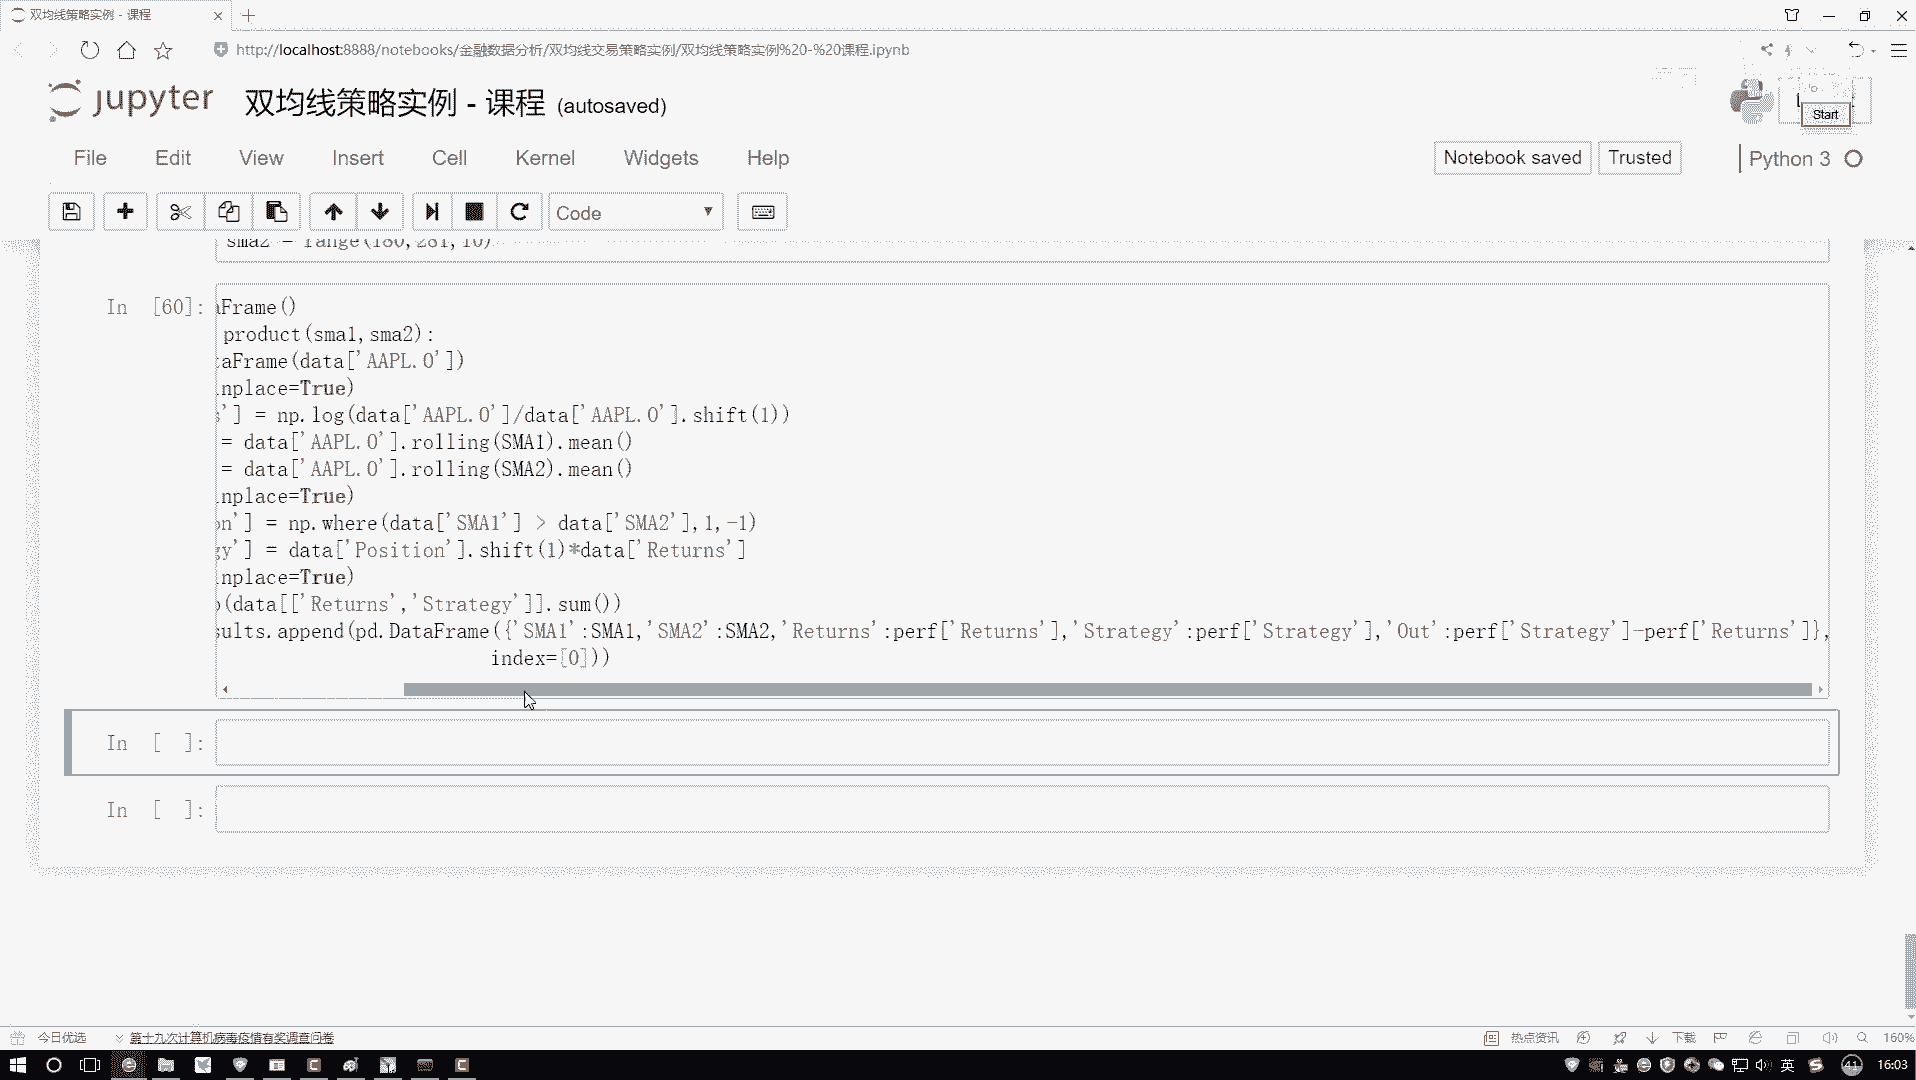 双均线策略实例 - 课程
http://localhost:8888/notebooks/金融数据分析/双均线交易策略实例/双均线策略实例%20-%20课程.ipynb
jupyter 双均线策略实例 - 课程 (autosaved)
Start
File Edit View Insert Cell Kernel Widgets Help
Notebook saved Trusted Python 3
Code
sma2 = range(180,281,10)
In [60]: aFrame()
product(sma1,sma2):
taFrame(data['AAPL.O'])
inplace=True)
s'] = np.log(data['AAPL.O']/data['AAPL.O'].shift(1))
= data['AAPL.O'].rolling(SMA1).mean()
= data['AAPL.O'].rolling(SMA2).mean()
inplace=True)
on'] = np.where(data['SMA1'] > data['SMA2'],1,-1)
gy'] = data['Position'].shift(1)*data['Returns']
inplace=True)
p(data[['Returns','Strategy']].sum())
sults.append(pd.DataFrame({'SMA1':SMA1,'SMA2':SMA2,'Returns':perf['Returns'],'Strategy':perf['Strategy'],'Out':perf['Strategy']-perf['Returns']},
index=[0]))
In [ ]:
In [ ]:
今日优选 第十九次计算机病毒疫情有奖调查问卷 热点资讯 下载 160%
英 41 16:03